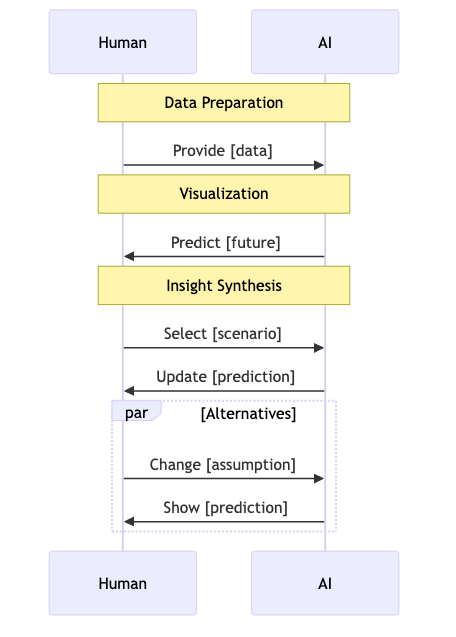 Human
AI
Data Preparation
Provide [data]
Visualization
Predict [future]
Insight Synthesis
Select [scenario]
Update [prediction]
par
[Alternatives]
Change [assumption]
Show [prediction]
Human
AI